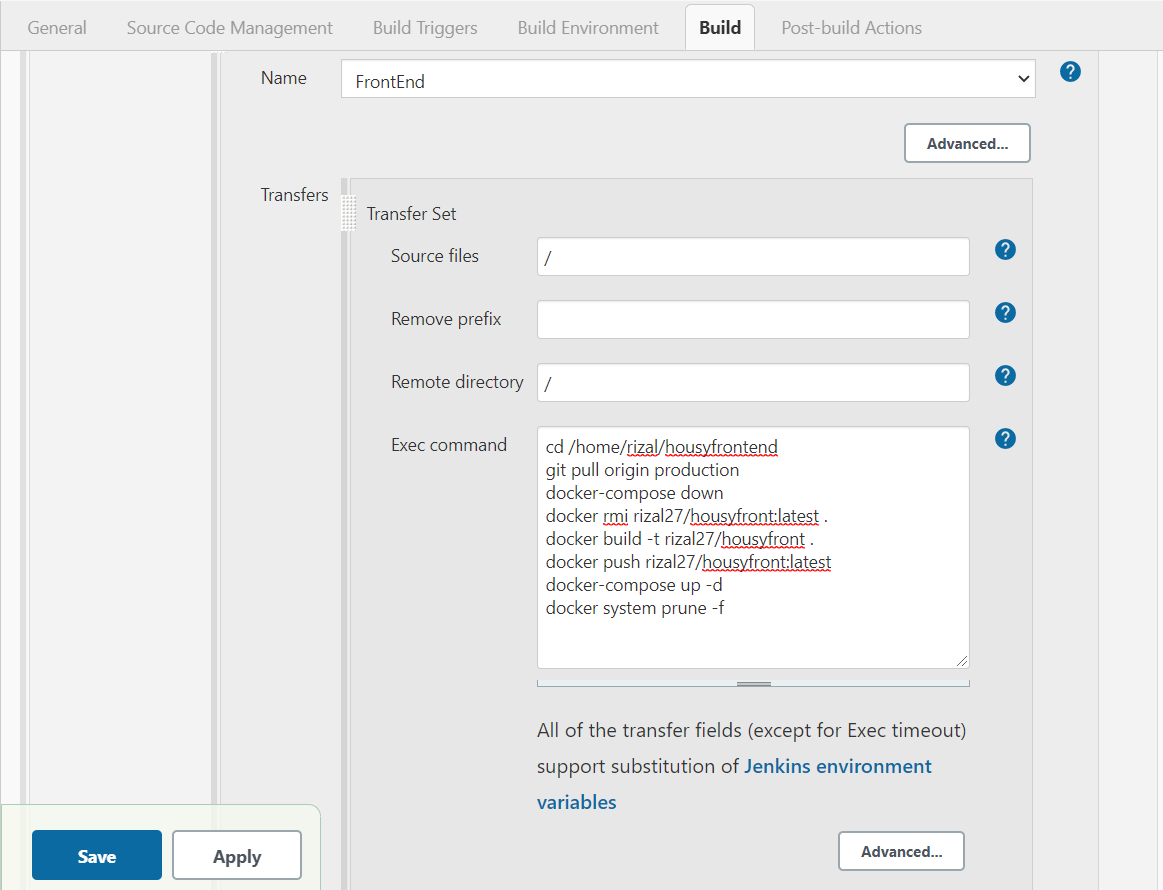 General Source Code Management Build Triggers Build Environment Build Post-build Actions
Name FrontEnd ?
Advanced...
Transfers
Transfer Set
Source files / ?
Remove prefix ?
Remote directory / ?
Exec command ?
cd /home/rizal/housyfrontend
git pull origin production
docker-compose down
docker rmi rizal27/housyfront:latest .
docker build -t rizal27/housyfront .
docker push rizal27/housyfront:latest
docker-compose up -d
docker system prune -f
All of the transfer fields (except for Exec timeout)
support substitution of Jenkins environment
variables
Advanced...
Save Apply